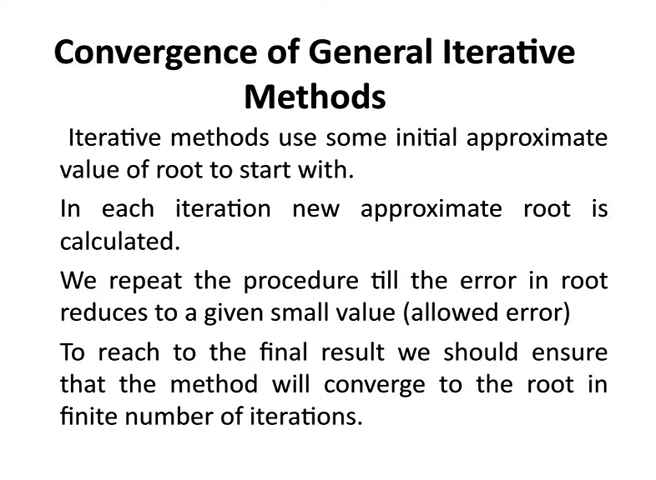 Convergence of General Iterative
Methods
Iterative methods use some initial approximate
value of root to start with.
In each iteration new approximate root is
calculated.
We repeat the procedure till the error in root
reduces to a given small value (allowed error)
To reach to the final result we should ensure
that the method will converge to the root in
finite number of iterations.